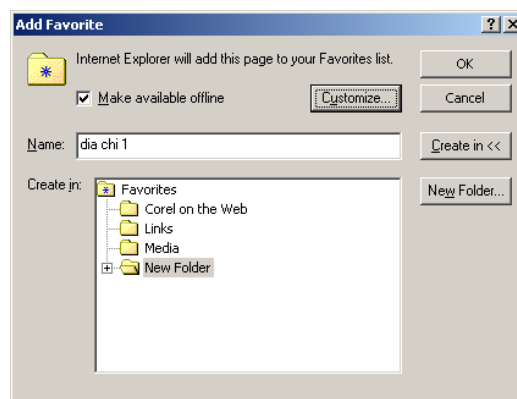 Add Favorite
Internet Explorer will add this page to your Favorites list.
OK
Make available offline
Customize...
Cancel
Name: dia chi 1
Create in <<
Create in:
Favorites
New Folder...
Corel on the Web
Links
Media
New Folder